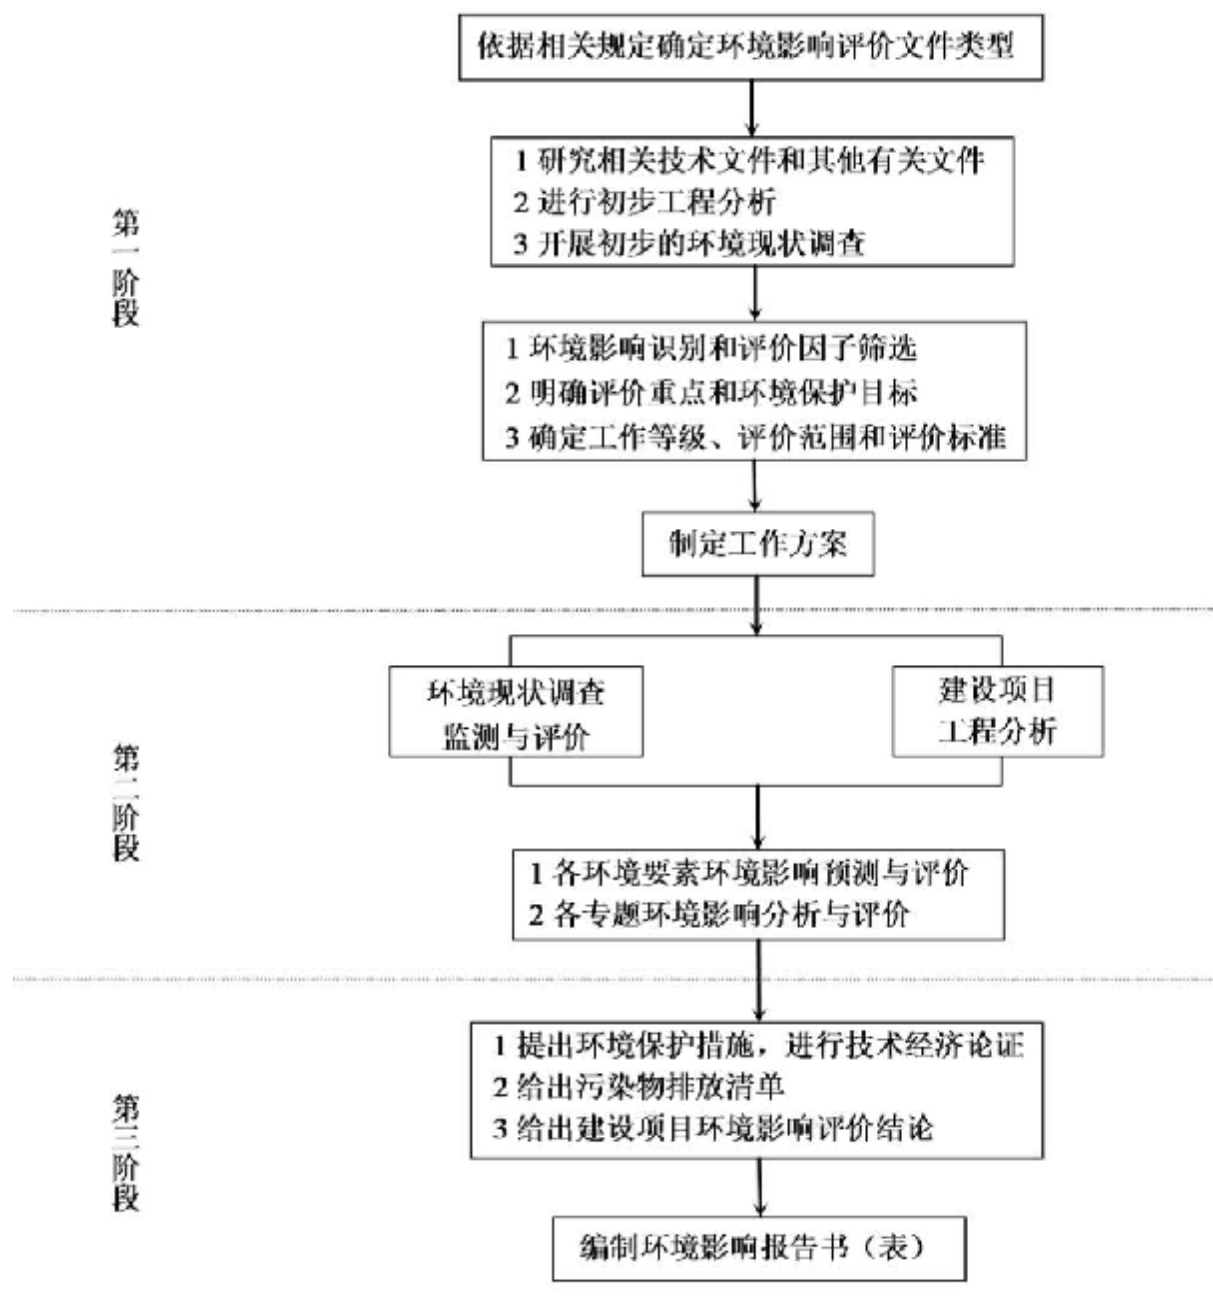 依据相关规定确定环境影响评价文件类型
1 研究相关技术文件和其他有关文件
2 进行初步工程分析
3 开展初步的环境现状调查
第一阶段
1 环境影响识别和评价因子筛选
2 明确评价重点和环境保护目标
3 确定工作等级、评价范围和评价标准
制定工作方案
环境现状调查
监测与评价
建设项目
工程分析
第二阶段
1 各环境要素环境影响预测与评价
2 各专题环境影响分析与评价
1 提出环境保护措施，进行技术经济论证
2 给出污染物排放清单
3 给出建设项目环境影响评价结论
第三阶段
编制环境影响报告书（表）